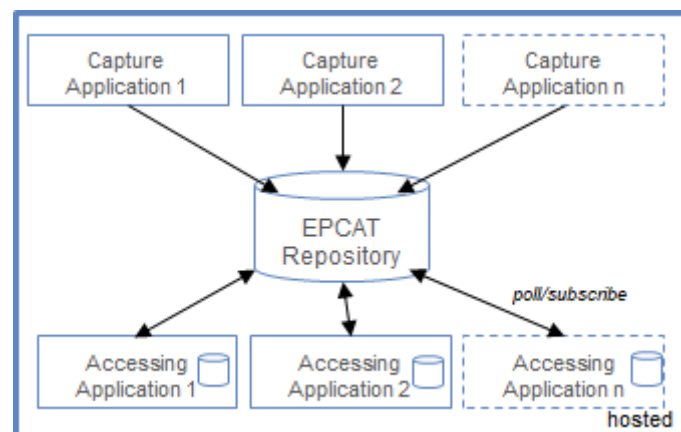 Capture
Application 1
Capture
Application 2
Capture
Application n
EPCAT
Repository
poll/subscribe
Accessing
Application 1
Accessing
Application 2
Accessing
Application n
hosted